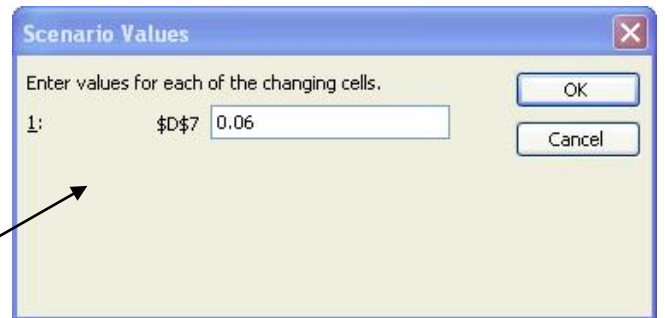 Scenario Values
Enter values for each of the changing cells.
OK
1: $D$7 0.06
Cancel